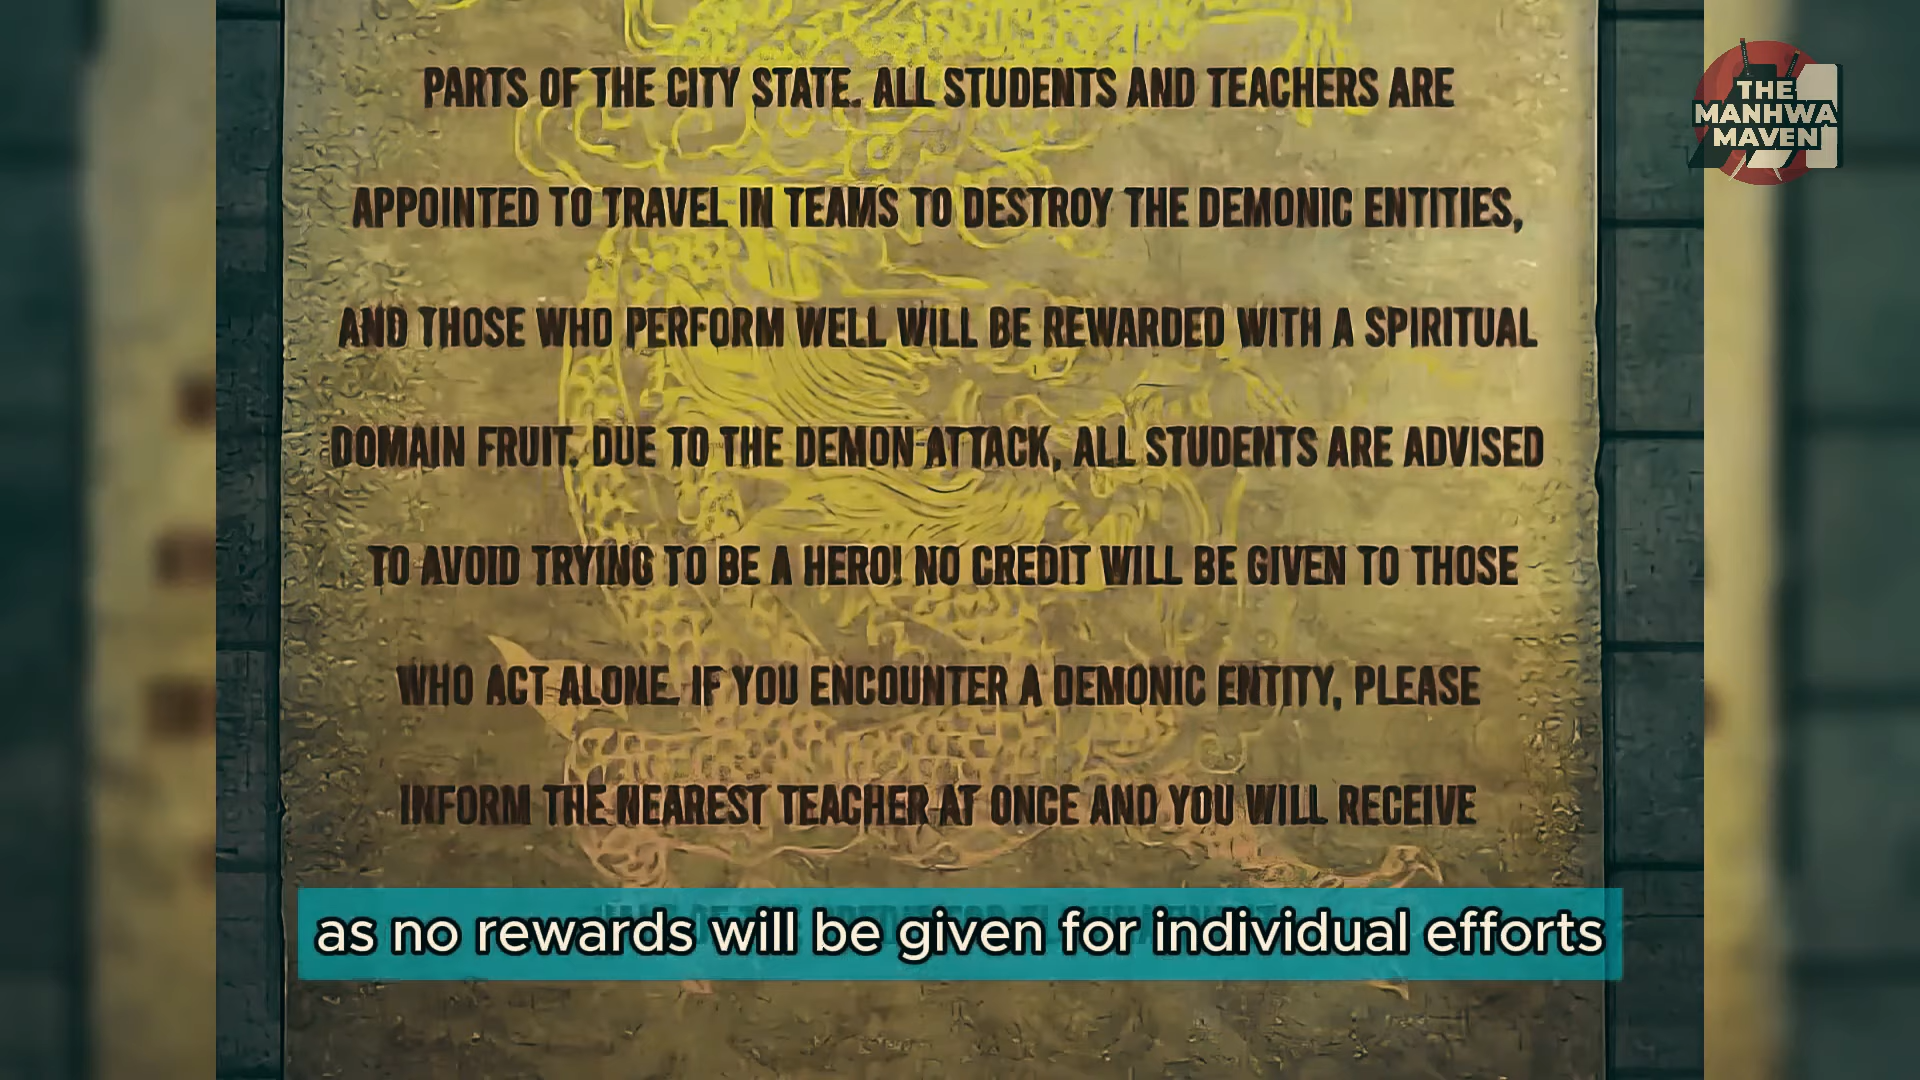 PARTS OF THE CITY STATE. ALL STUDENTS AND TEACHERS ARE
APPOINTED TO TRAVEL IN TEAMS TO DESTROY THE DEMONIC ENTITIES,
AND THOSE WHO PERFORM WELL WILL BE REWARDED WITH A SPIRITUAL
DOMAIN FRUIT. DUE TO THE DEMON ATTACK, ALL STUDENTS ARE ADVISED
TO AVOID TRYING TO BE A HERO! NO CREDIT WILL BE GIVEN TO THOSE
WHO ACT ALONE. IF YOU ENCOUNTER A DEMONIC ENTITY, PLEASE
INFORM THE NEAREST TEACHER AT ONCE AND YOU WILL RECEIVE
as no rewards will be given for individual efforts
THE
MANHWA
MAVEN